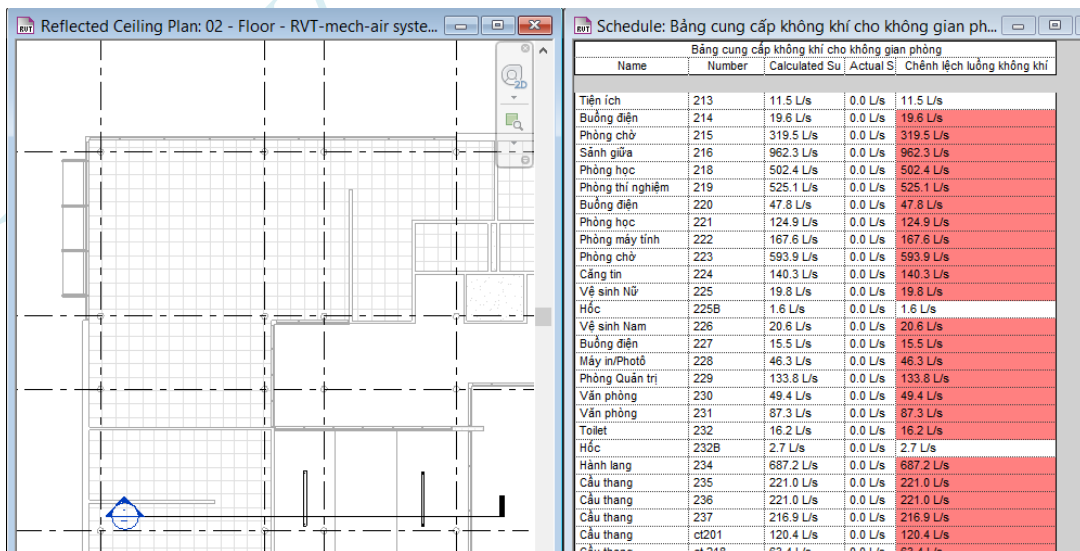 Reflected Ceiling Plan: 02 - Floor - RVT-mech-air syste...
2D
Schedule: Bảng cung cấp không khí cho không gian ph...
Bảng cung cấp không khí cho không gian phòng
Name Number Calculated Su Actual S Chênh lệch luồng không khí
Tiện ích 213 11.5 L/s 0.0 L/s 11.5 L/s
Buồng điện 214 19.6 L/s 0.0 L/s 19.6 L/s
Phòng chờ 215 319.5 L/s 0.0 L/s 319.5 L/s
Sảnh giữa 216 962.3 L/s 0.0 L/s 962.3 L/s
Phòng học 218 502.4 L/s 0.0 L/s 502.4 L/s
Phòng thí nghiệm 219 525.1 L/s 0.0 L/s 525.1 L/s
Buồng điện 220 47.8 L/s 0.0 L/s 47.8 L/s
Phòng học 221 124.9 L/s 0.0 L/s 124.9 L/s
Phòng máy tính 222 167.6 L/s 0.0 L/s 167.6 L/s
Phòng chờ 223 593.9 L/s 0.0 L/s 593.9 L/s
Căng tin 224 140.3 L/s 0.0 L/s 140.3 L/s
Vệ sinh Nữ 225 19.8 L/s 0.0 L/s 19.8 L/s
Hốc 225B 1.6 L/s 0.0 L/s 1.6 L/s
Vệ sinh Nam 226 20.6 L/s 0.0 L/s 20.6 L/s
Buồng điện 227 15.5 L/s 0.0 L/s 15.5 L/s
Máy in/Photô 228 46.3 L/s 0.0 L/s 46.3 L/s
Phòng Quản trị 229 133.8 L/s 0.0 L/s 133.8 L/s
Văn phòng 230 49.4 L/s 0.0 L/s 49.4 L/s
Văn phòng 231 87.3 L/s 0.0 L/s 87.3 L/s
Toilet 232 16.2 L/s 0.0 L/s 16.2 L/s
Hốc 232B 2.7 L/s 0.0 L/s 2.7 L/s
Hành lang 234 687.2 L/s 0.0 L/s 687.2 L/s
Cầu thang 235 221.0 L/s 0.0 L/s 221.0 L/s
Cầu thang 236 221.0 L/s 0.0 L/s 221.0 L/s
Cầu thang 237 216.9 L/s 0.0 L/s 216.9 L/s
Cầu thang ct201 120.4 L/s 0.0 L/s 120.4 L/s